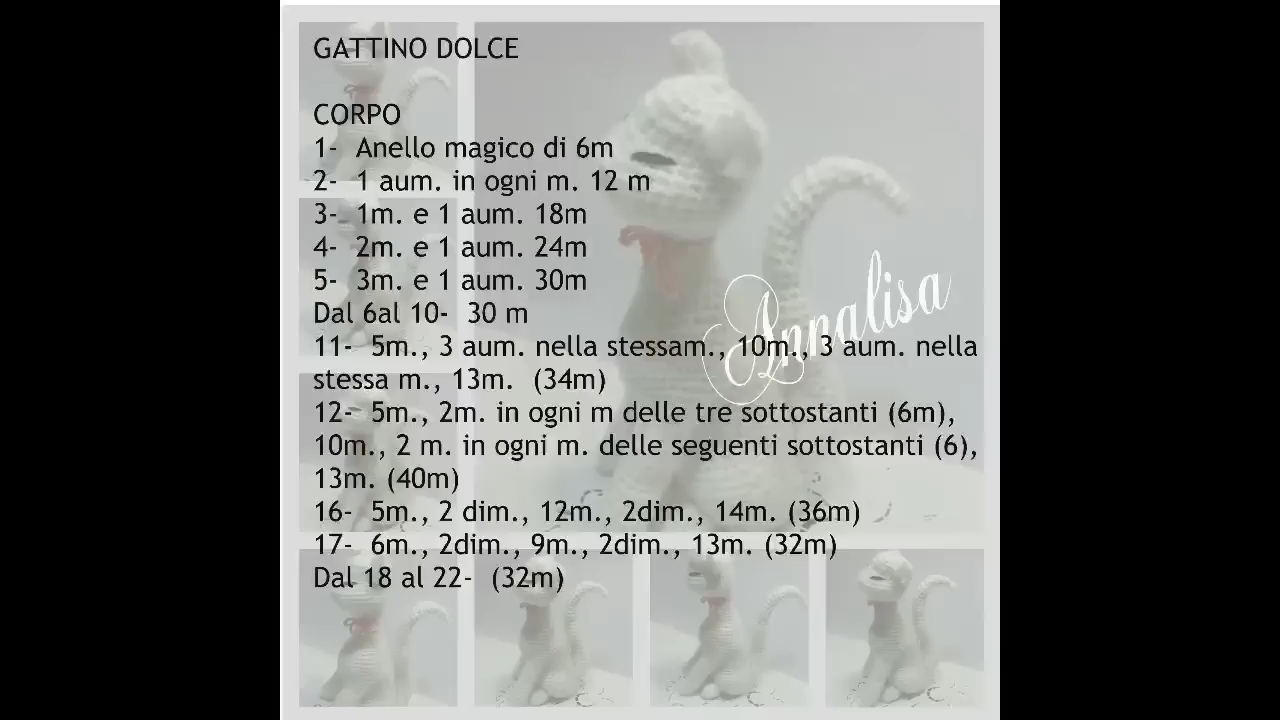 GATTINO DOLCE
CORPO
1-  Anello magico di 6m
2-  1 aum. in ogni m. 12 m
3-  1m. e 1 aum. 18m
4-  2m. e 1 aum. 24m
5-  3m. e 1 aum. 30m
Dal 6al 10-  30 m
11-  5m., 3 aum. nella stessam., 10m., 3 aum. nella
stessa m., 13m.  (34m)
12-  5m., 2m. in ogni m delle tre sottostanti (6m),
10m., 2 m. in ogni m. delle seguenti sottostanti (6),
13m. (40m)
16-  5m., 2 dim., 12m., 2dim., 14m. (36m)
17-  6m., 2dim., 9m., 2dim., 13m. (32m)
Dal 18 al 22-  (32m)
Annalisa